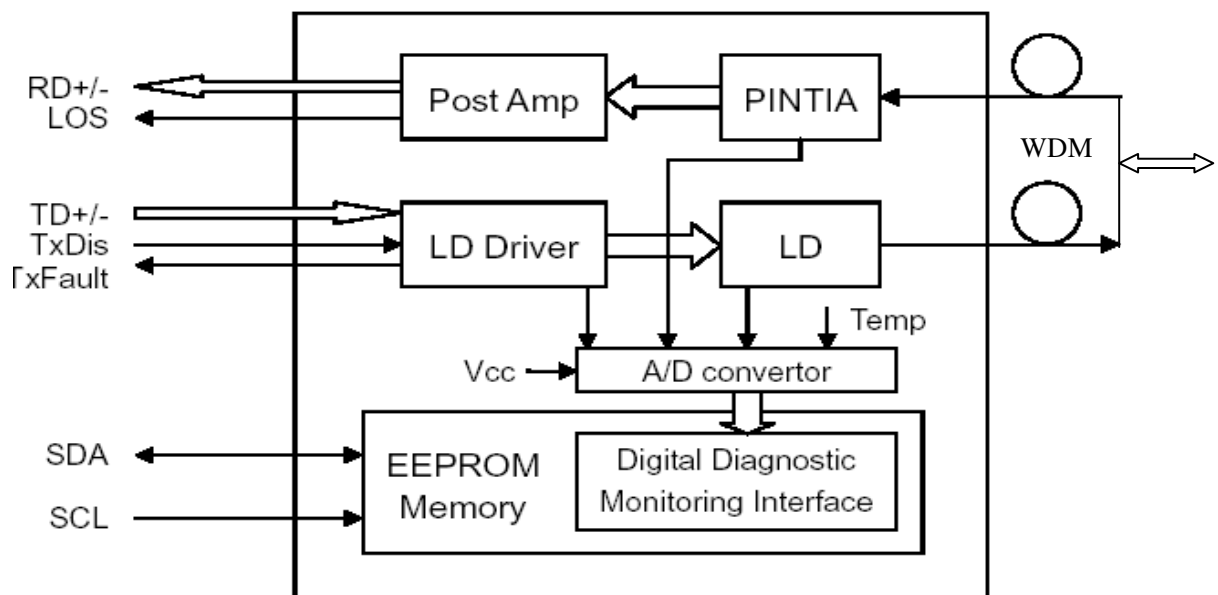 RD+/-
LOS
Post Amp
PINTIA
WDM
TD+/-
TxDis
TxFault
LD Driver
LD
Temp
Vcc
A/D convertor
SDA
SCL
EEPROM
Memory
Digital Diagnostic
Monitoring Interface